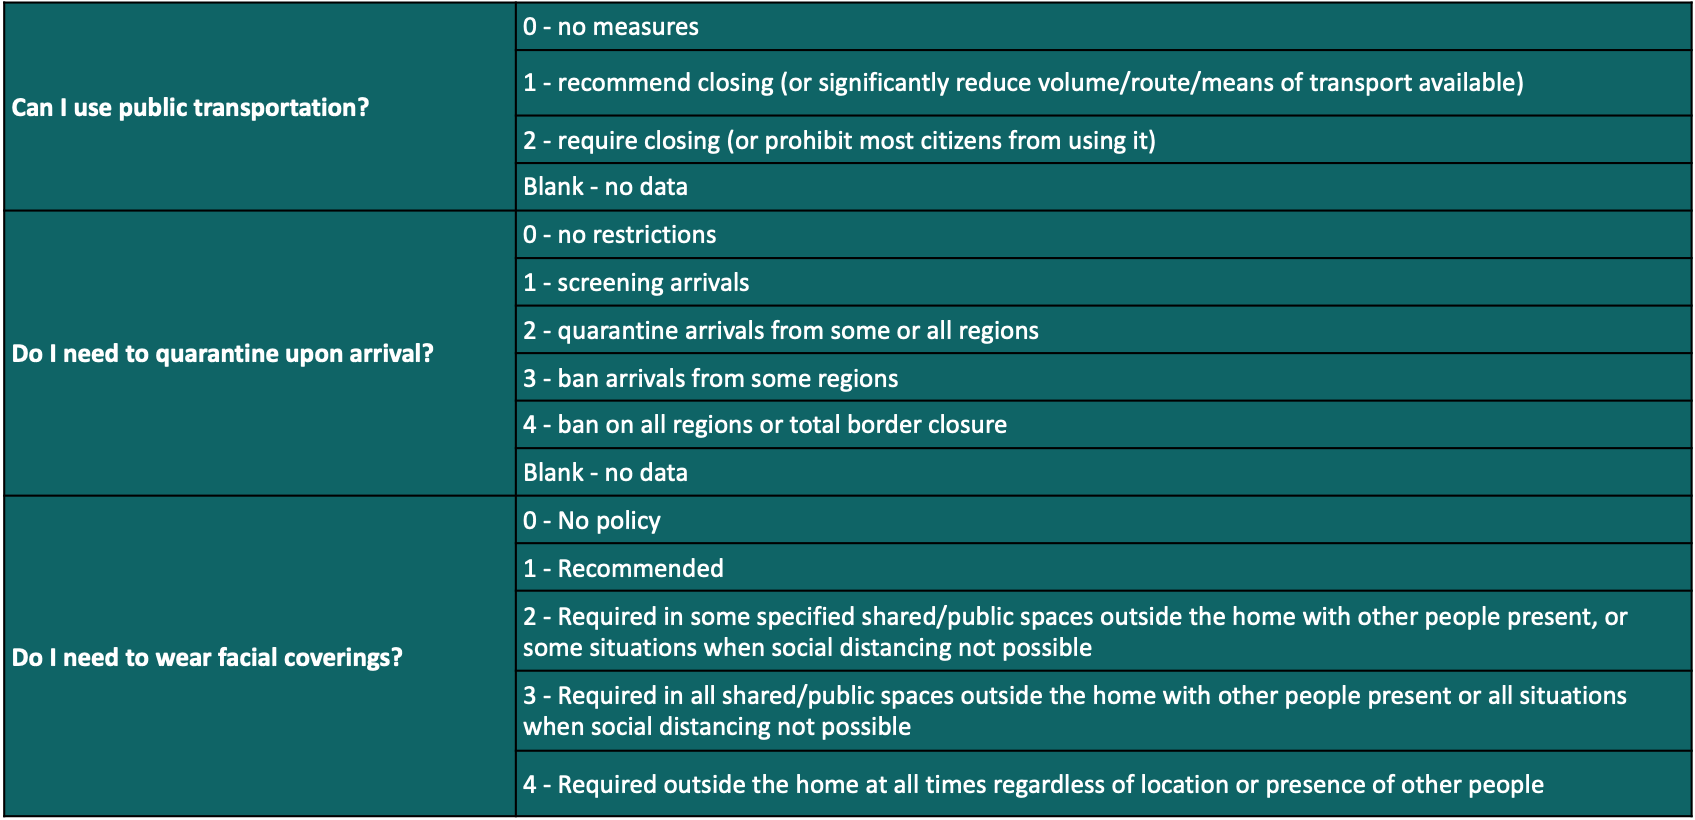 Can I use public transportation?
0 - no measures
1 - recommend closing (or significantly reduce volume/route/means of transport available)
2 - require closing (or prohibit most citizens from using it)
Blank - no data
Do I need to quarantine upon arrival?
0 - no restrictions
1 - screening arrivals
2 - quarantine arrivals from some or all regions
3 - ban arrivals from some regions
4 - ban on all regions or total border closure
Blank - no data
Do I need to wear facial coverings?
0 - No policy
1 - Recommended
2 - Required in some specified shared/public spaces outside the home with other people present, or
some situations when social distancing not possible
3 - Required in all shared/public spaces outside the home with other people present or all situations
when social distancing not possible
4 - Required outside the home at all times regardless of location or presence of other people